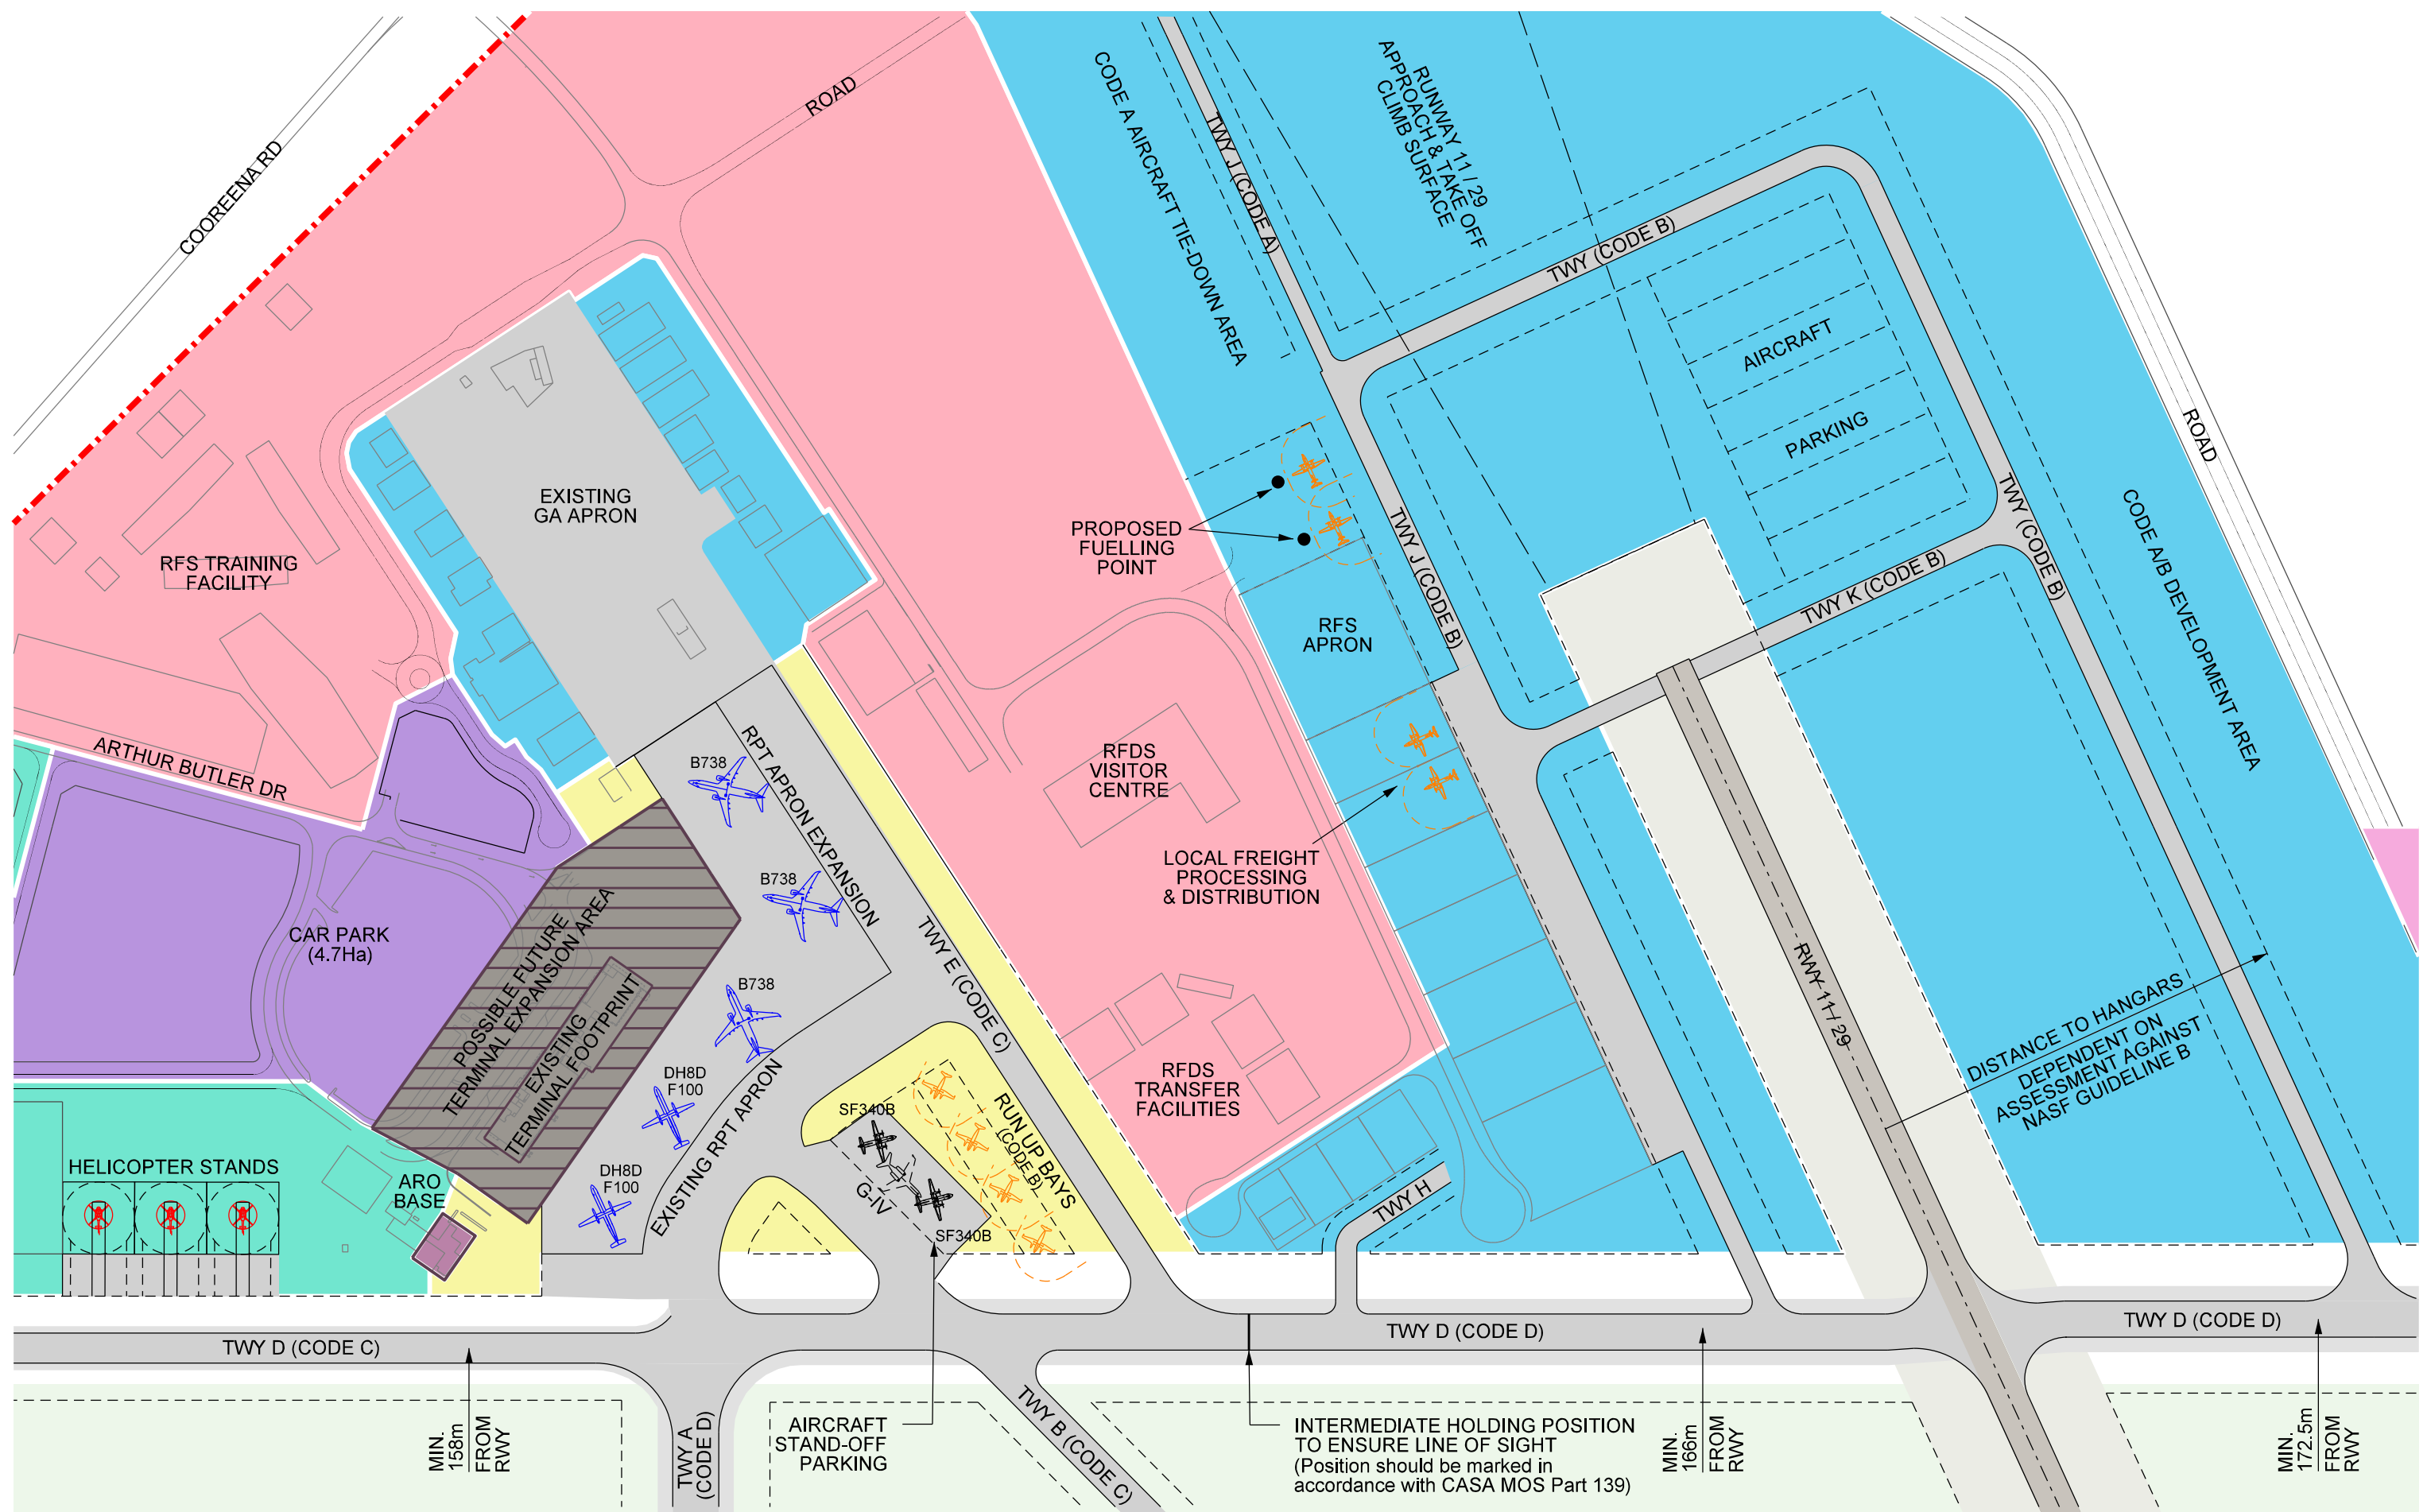 COOREENA RD
ROAD
CODE A AIRCRAFT TIE-DOWN AREA
TWY J (CODE A)
RUNWAY 11 / 29
APPROACH & TAKE OFF
CLIMB SURFACE
TWY (CODE B)
AIRCRAFT
PARKING
ROAD
TWY (CODE B)
CODE A/B DEVELOPMENT AREA
EXISTING
GA APRON
PROPOSED
FUELLING
POINT
TWY J (CODE B)
TWY K (CODE B)
RFS TRAINING
FACILITY
RFS
APRON
ARTHUR BUTLER DR
B738
RPT APRON EXPANSION
RFDS
VISITOR
CENTRE
LOCAL FREIGHT
PROCESSING
& DISTRIBUTION
B738
CAR PARK
(4.7Ha)
POSSIBLE FUTURE
TERMINAL EXPANSION AREA
EXISTING
TERMINAL FOOTPRINT
TWY E (CODE C)
RWY 11 / 29
B738
DISTANCE TO HANGARS
DEPENDENT ON
ASSESSMENT AGAINST
NASF GUIDELINE B
DH8D
F100
EXISTING RPT APRON
SF340B
RUN UP BAYS
(CODE B)
RFDS
TRANSFER
FACILITIES
HELICOPTER STANDS
ARO
BASE
DH8D
F100
G-IV
SF340B
TWY H
TWY D (CODE C)
TWY D (CODE D)
TWY D (CODE D)
MIN.
158m
FROM
RWY
TWY A
(CODE D)
AIRCRAFT
STAND-OFF
PARKING
TWY B (CODE C)
INTERMEDIATE HOLDING POSITION
TO ENSURE LINE OF SIGHT
(Position should be marked in
accordance with CASA MOS Part 139)
MIN.
166m
FROM
RWY
MIN.
172.5m
FROM
RWY